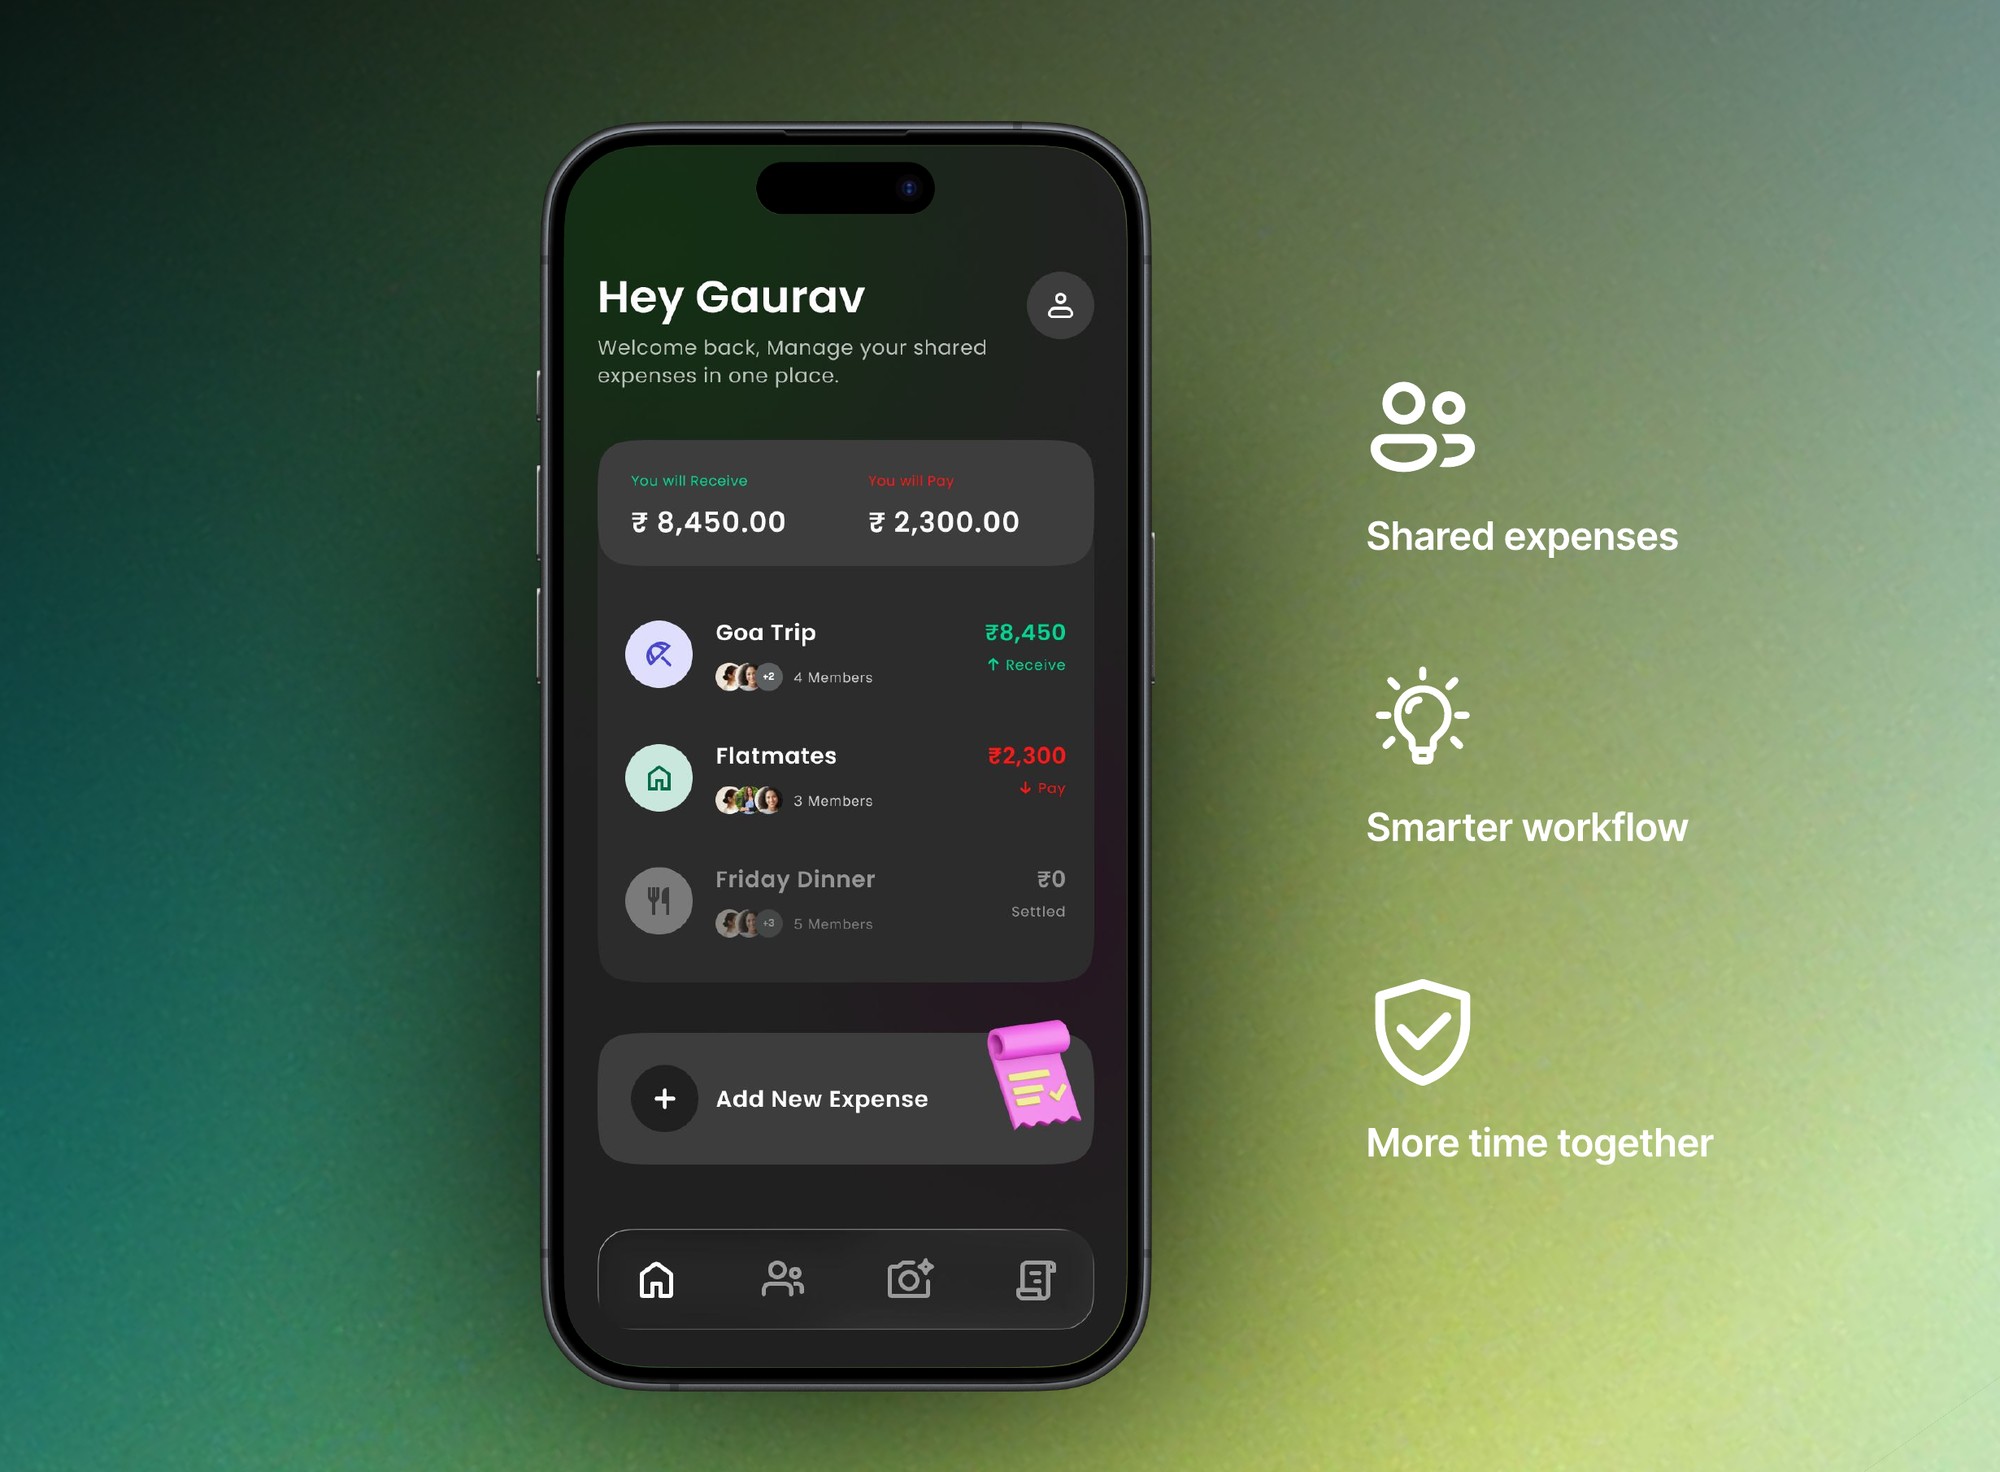 Hey Gaurav
Welcome back, Manage your shared
expenses in one place.
You will Receive
You will Pay
₹ 8,450.00
₹ 2,300.00
Goa Trip
₹8,450
+2
4 Members
↑ Receive
Flatmates
₹2,300
3 Members
↓ Pay
Friday Dinner
₹0
+3
5 Members
Settled
Add New Expense
Shared expenses
Smarter workflow
More time together